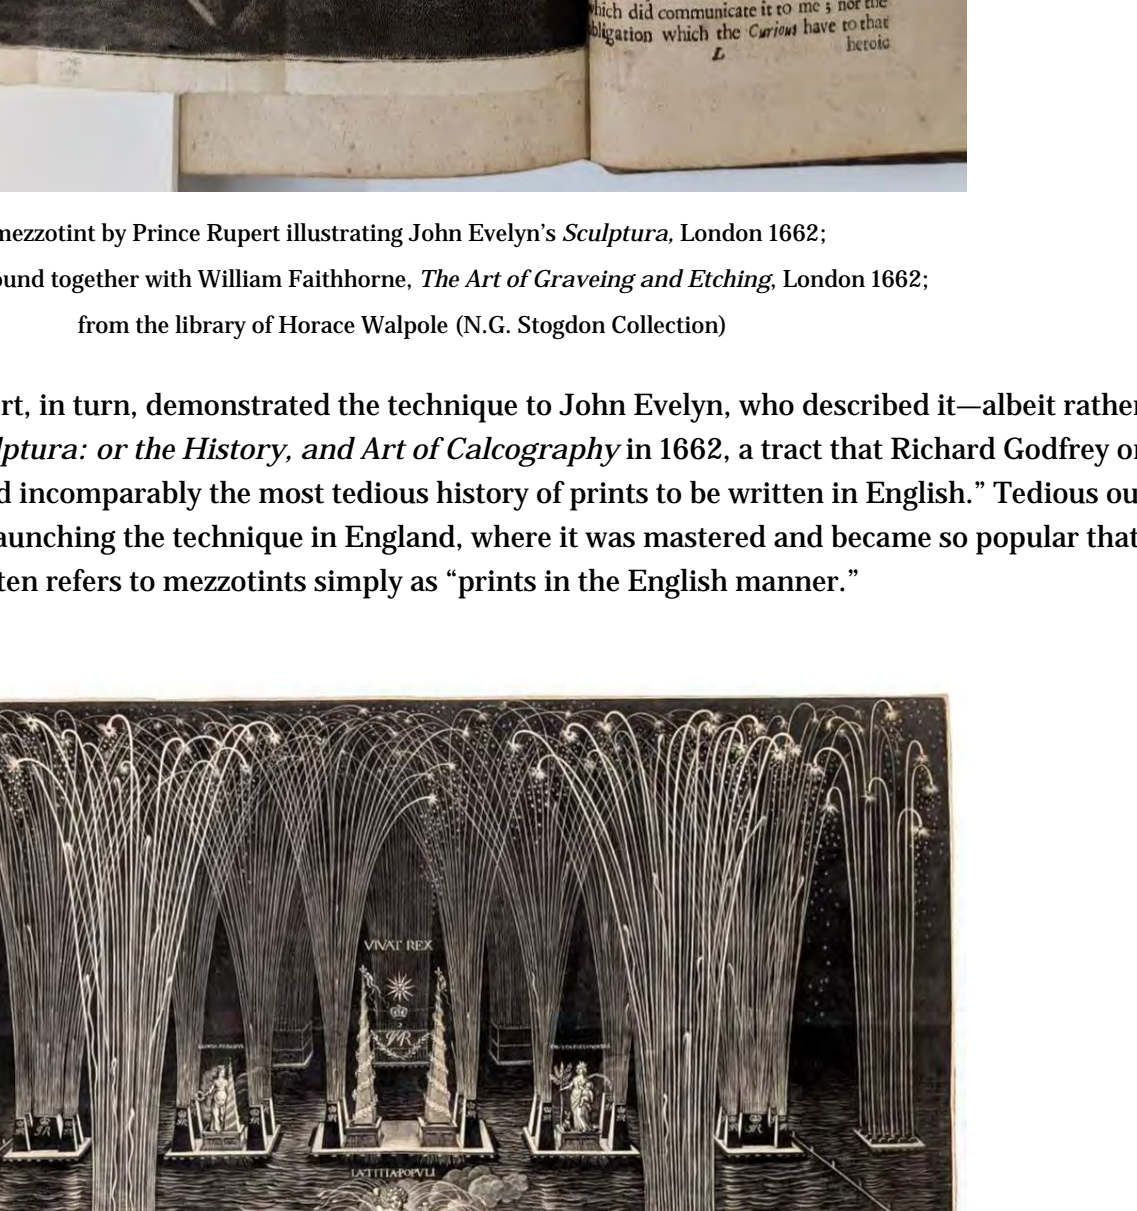 which did communicate it to me ; nor the
obligation which the Curious have to that
L heroic
mezzotint by Prince Rupert illustrating John Evelyn’s Sculptura, London 1662;
ound together with William Faithhorne, The Art of Graveing and Etching, London 1662;
from the library of Horace Walpole (N.G. Stogdon Collection)
rt, in turn, demonstrated the technique to John Evelyn, who described it—albeit rather
lptura: or the History, and Art of Calcography in 1662, a tract that Richard Godfrey on
d incomparably the most tedious history of prints to be written in English.” Tedious ou
aunching the technique in England, where it was mastered and became so popular that
ten refers to mezzotints simply as “prints in the English manner.”
VIVAT REX
LÆTITIA POPVLI